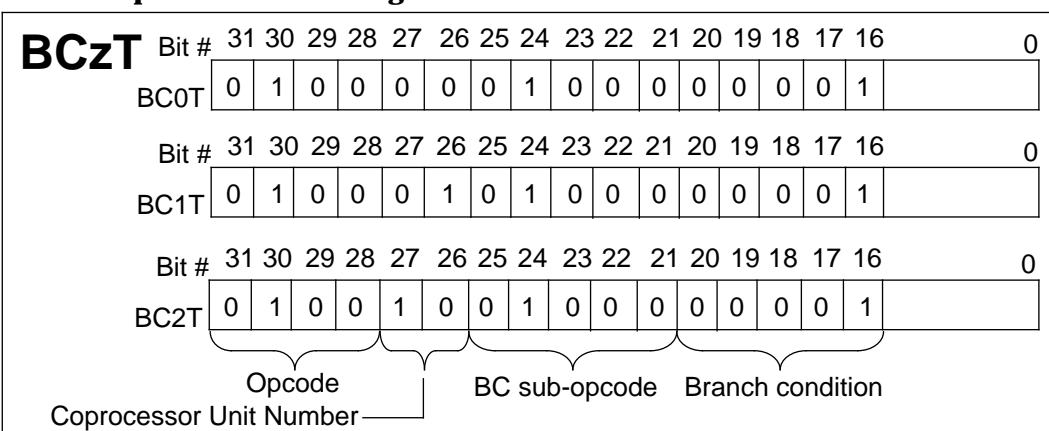 BCzT Bit # 31 30 29 28 27 26 25 24 23 22 21 20 19 18 17 16 0
BC0T 0 1 0 0 0 0 0 1 0 0 0 0 0 0 0 1
Bit # 31 30 29 28 27 26 25 24 23 22 21 20 19 18 17 16 0
BC1T 0 1 0 0 0 1 0 1 0 0 0 0 0 0 0 1
Bit # 31 30 29 28 27 26 25 24 23 22 21 20 19 18 17 16 0
BC2T 0 1 0 0 1 0 0 1 0 0 0 0 0 0 0 1
Opcode BC sub-opcode Branch condition
Coprocessor Unit Number